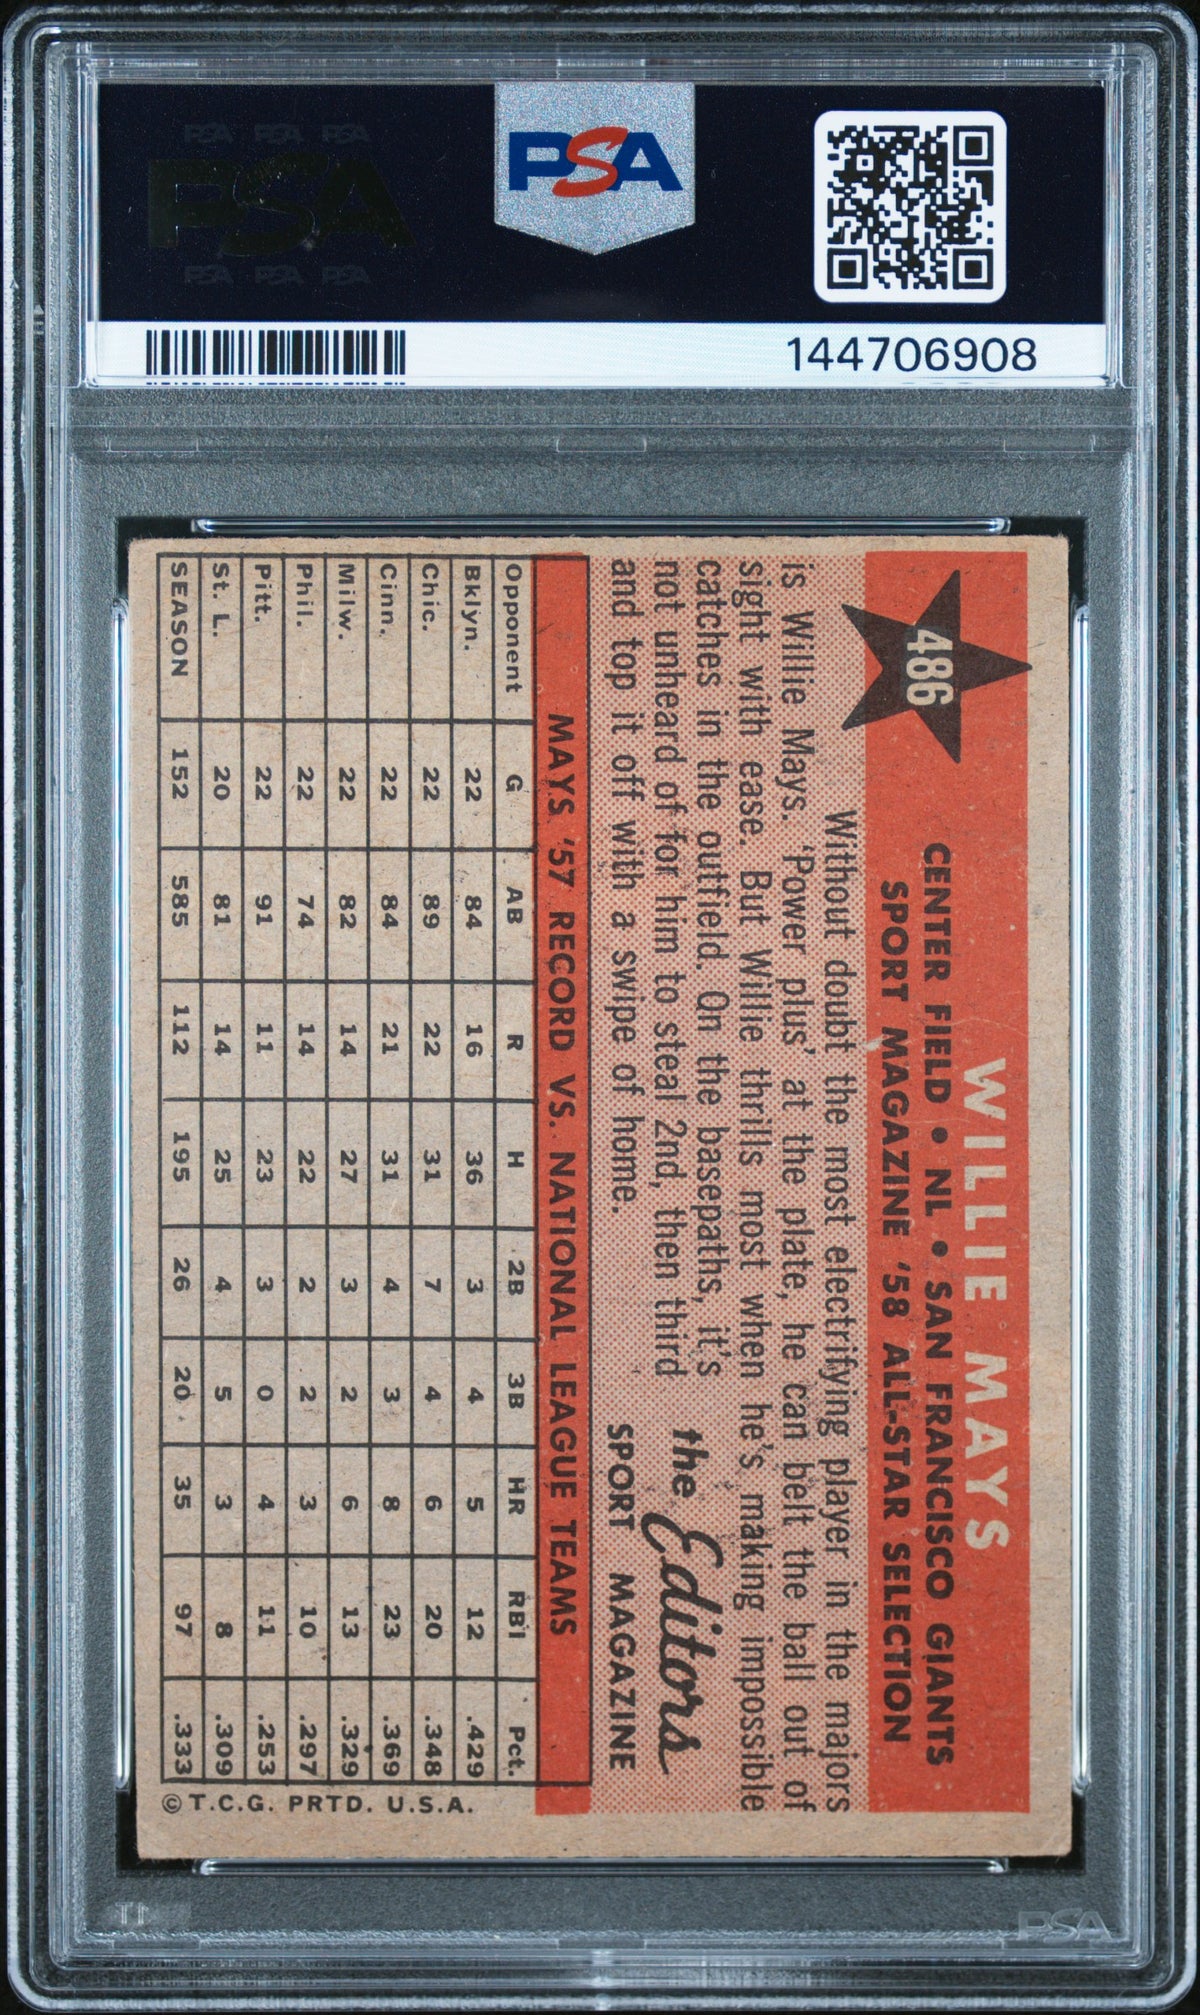 PSA PSA PSA
PSA
PSA PSA PSA
PSA
144706908
486
WILLIE MAYS
CENTER FIELD • NL • SAN FRANCISCO GIANTS
SPORT MAGAZINE '58 ALL-STAR SELECTION
Without doubt the most electrifying player in the majors
is Willie Mays. 'Power plus' at the plate, he can belt the ball out of
sight with ease. But Willie thrills most when he's making impossible
catches in the outfield. On the basepaths, it's
not unheard of for him to steal 2nd, then third
and top it off with a swipe of home.
the Editors
SPORT MAGAZINE
MAYS '57 RECORD VS. NATIONAL LEAGUE TEAMS
Opponent G AB R H 2B 3B HR RBI Pct.
Bklyn. 22 84 16 36 3 4 5 12 .429
Chic. 22 89 22 31 7 4 6 20 .348
Cinn. 22 84 21 31 4 3 8 23 .369
Milw. 22 82 14 27 3 2 6 13 .329
Phil. 22 74 14 22 2 2 3 10 .297
Pitt. 22 91 11 23 3 0 4 11 .253
St. L. 20 81 14 25 4 5 3 8 .309
SEASON 152 585 112 195 26 20 35 97 .333
© T.C.G. PRTD. U.S.A.
PSA